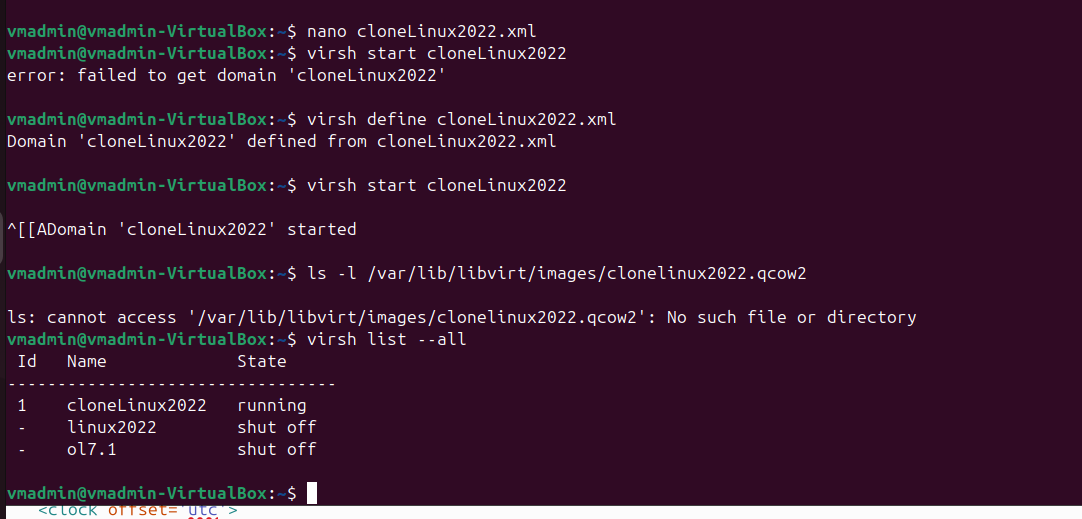 vmadmin@vmadmin-VirtualBox:~$ nano cloneLinux2022.xml
vmadmin@vmadmin-VirtualBox:~$ virsh start cloneLinux2022
error: failed to get domain 'cloneLinux2022'
vmadmin@vmadmin-VirtualBox:~$ virsh define cloneLinux2022.xml
Domain 'cloneLinux2022' defined from cloneLinux2022.xml
vmadmin@vmadmin-VirtualBox:~$ virsh start cloneLinux2022
^[[ADomain 'cloneLinux2022' started
vmadmin@vmadmin-VirtualBox:~$ ls -l /var/lib/libvirt/images/clonelinux2022.qcow2
ls: cannot access '/var/lib/libvirt/images/clonelinux2022.qcow2': No such file or directory
vmadmin@vmadmin-VirtualBox:~$ virsh list --all
Id   Name             State
---------------------------------
1    cloneLinux2022   running
-    linux2022        shut off
-    ol7.1            shut off
vmadmin@vmadmin-VirtualBox:~$
<clock offset='utc'>